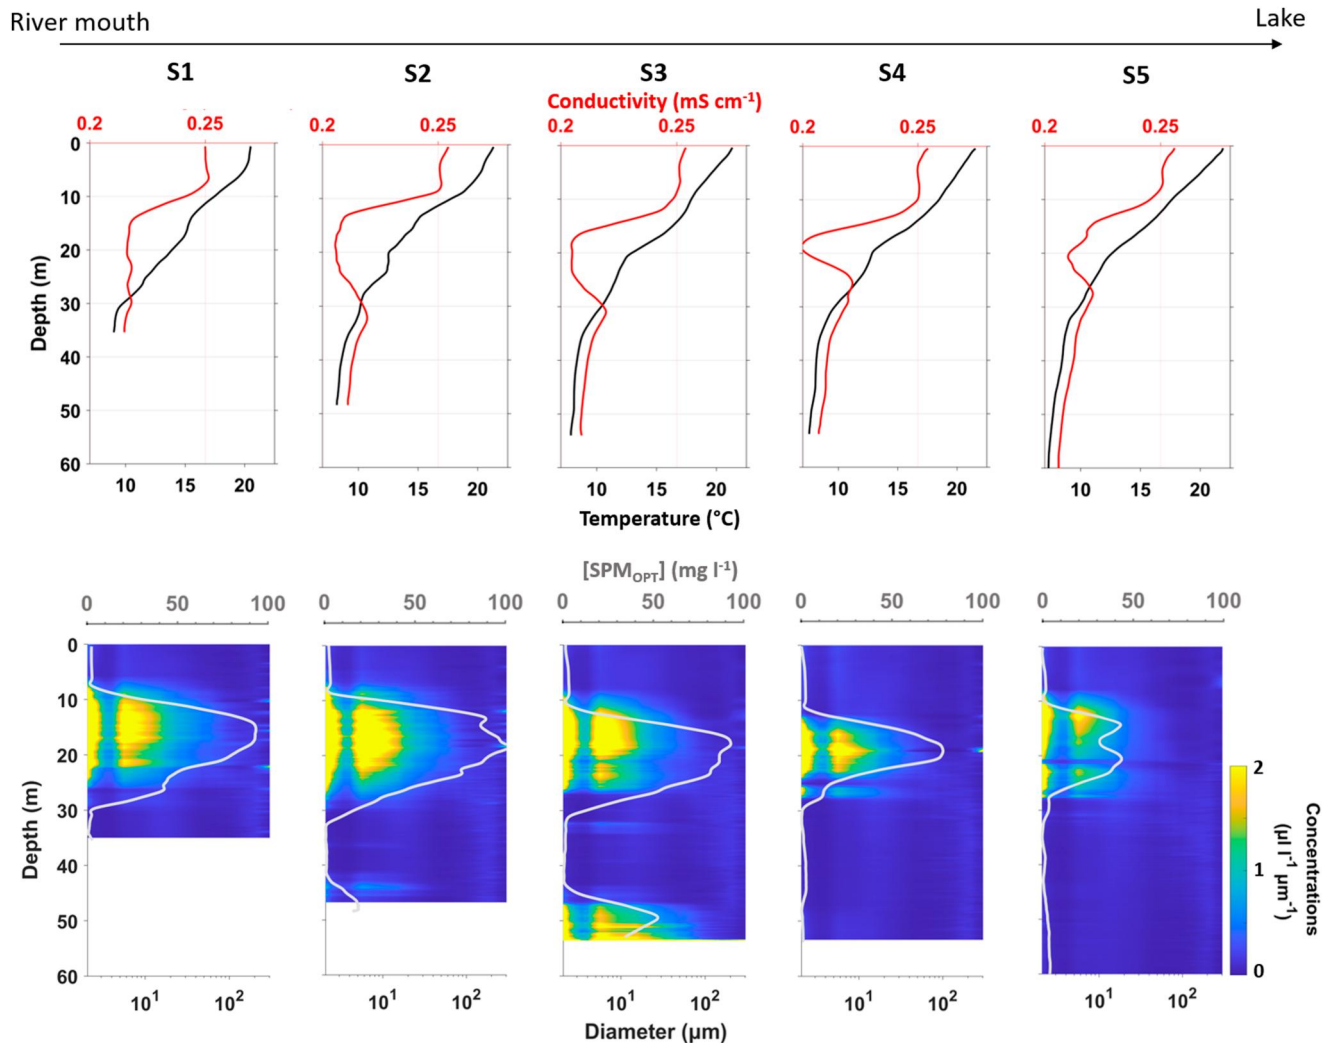 River mouth
Lake
S1 S2 S3 S4 S5
Conductivity (mS cm⁻¹)
0.2 0.25 0.2 0.25 0.2 0.25 0.2 0.25 0.2 0.25
0
10
20
30
40
50
60
Depth (m)
10 15 20 10 15 20 10 15 20 10 15 20 10 15 20
Temperature (°C)
[SPM_OPT] (mg l⁻¹)
0 50 100 0 50 100 0 50 100 0 50 100 0 50 100
0
10
20
30
40
50
60
Depth (m)
10¹ 10² 10¹ 10² 10¹ 10² 10¹ 10² 10¹ 10²
Diameter (µm)
2
1
0
Concentrations
(µl l⁻¹ µm⁻¹)